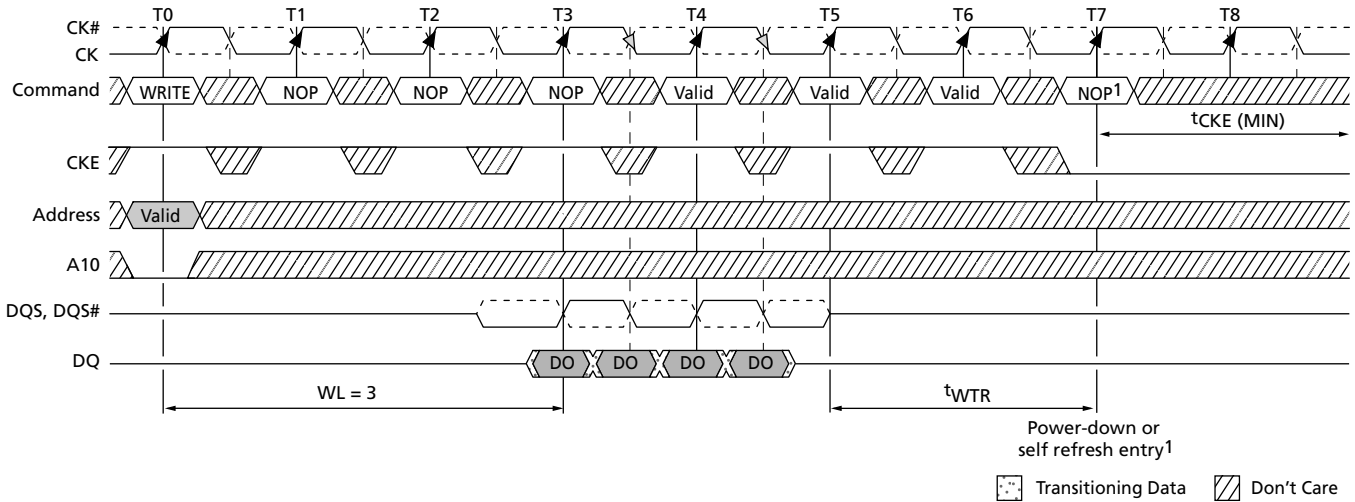 T0 T1 T2 T3 T4 T5 T6 T7 T8
CK#
CK
Command WRITE NOP NOP NOP Valid Valid Valid NOP1
tCKE (MIN)
CKE
Address Valid
A10
DQS, DQS#
DQ DO DO DO DO
WL = 3 tWTR
Power-down or
self refresh entry1
Transitioning Data Don't Care